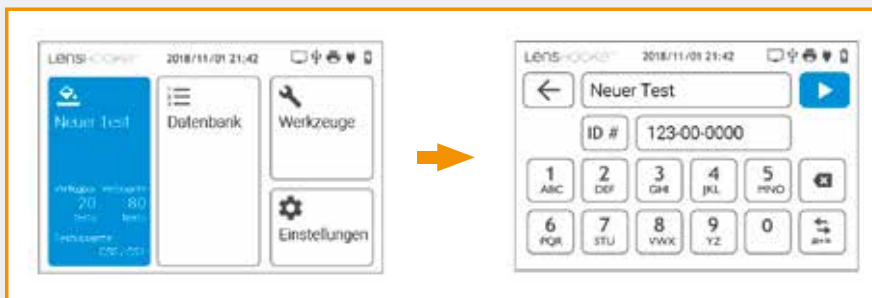 LensHooke 2018/11/01 21:42
Neuer Test
Datenbank
Werkzeuge
20 80
Einstellungen
LensHooke 2018/11/01 21:42
Neuer Test
ID # 123-00-0000
1 ABC
2 DEF
3 GHI
4 JKL
5 MNO
6 PQR
7 STU
8 VWX
9 YZ
0